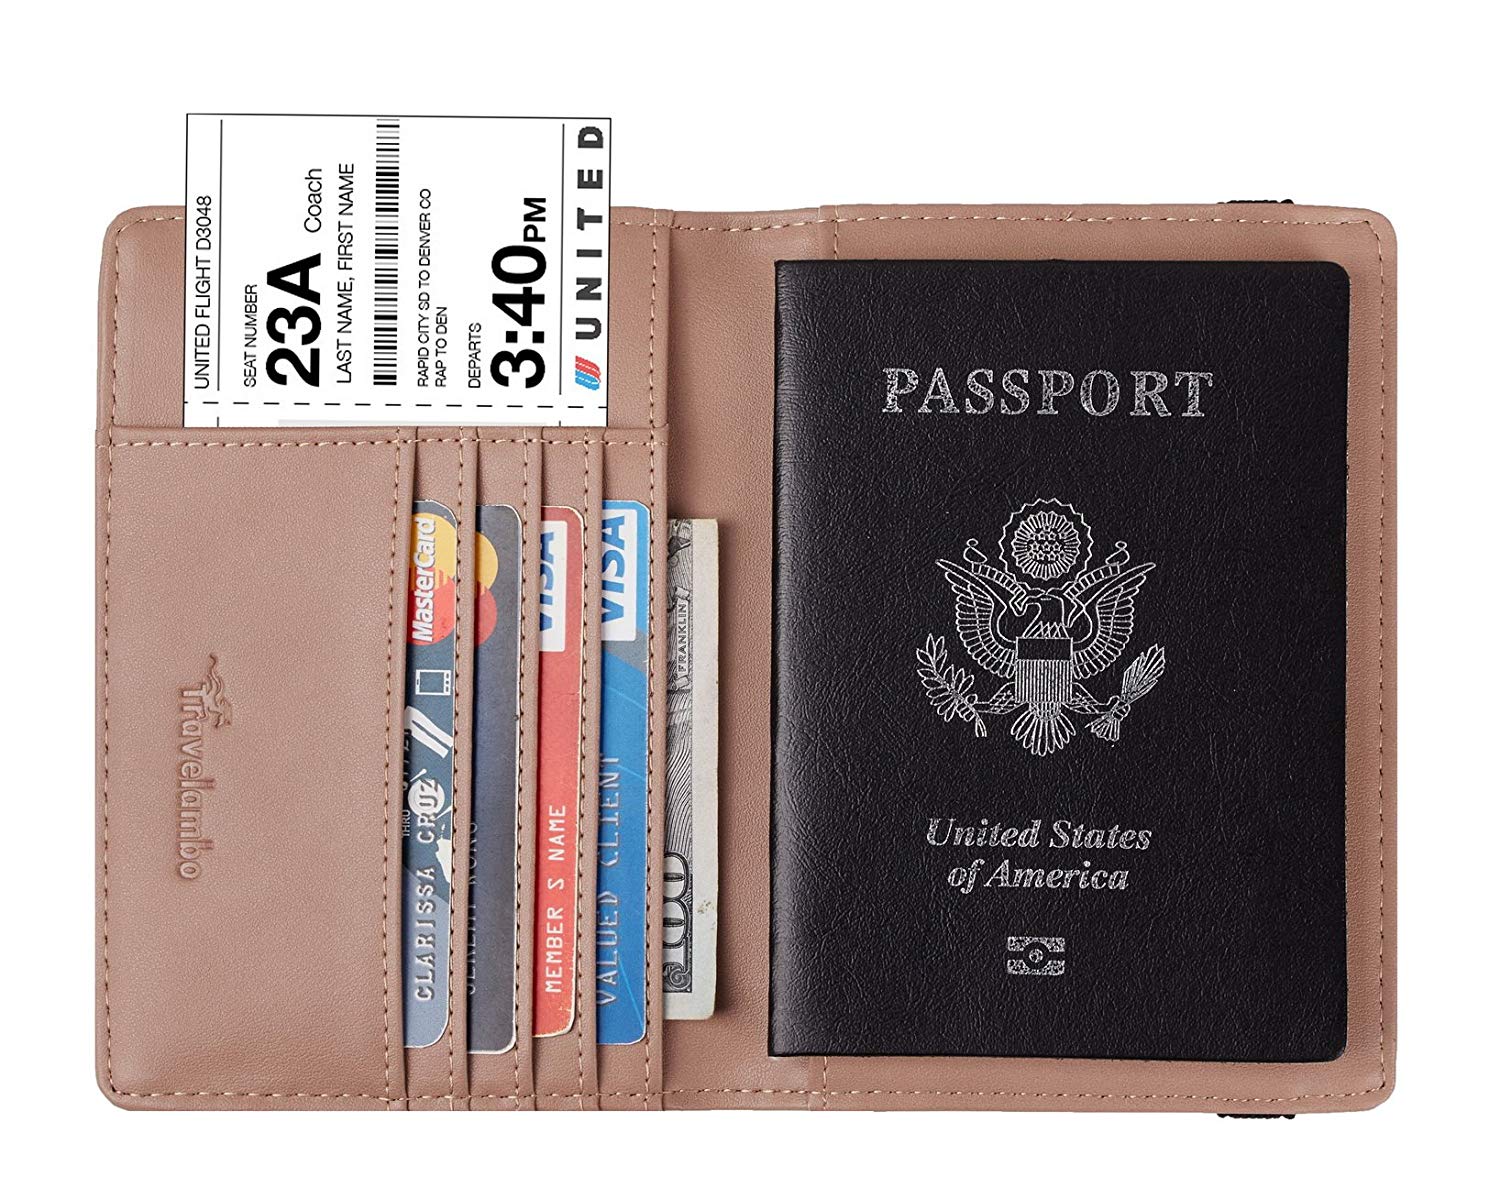 UNITED FLIGHT D3048
SEAT NUMBER
23A Coach
LAST NAME, FIRST NAME
RAPID CITY SD TO DENVER CO
RAP TO DEN
DEPARTS
3:40PM
UNITED
Travellambo
MasterCard
THRU
CLARISSA CRUZ
VISA
MEMBER S NAME
VISA
VALUED CLIENT
FRANKLIN
100
PASSPORT
United States
of America